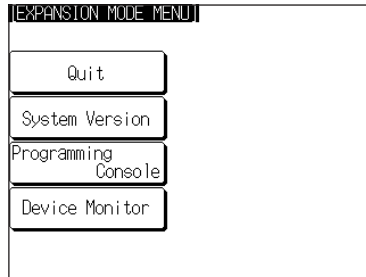 [EXPANSION MODE MENU]
Quit
System Version
Programming
Console
Device Monitor